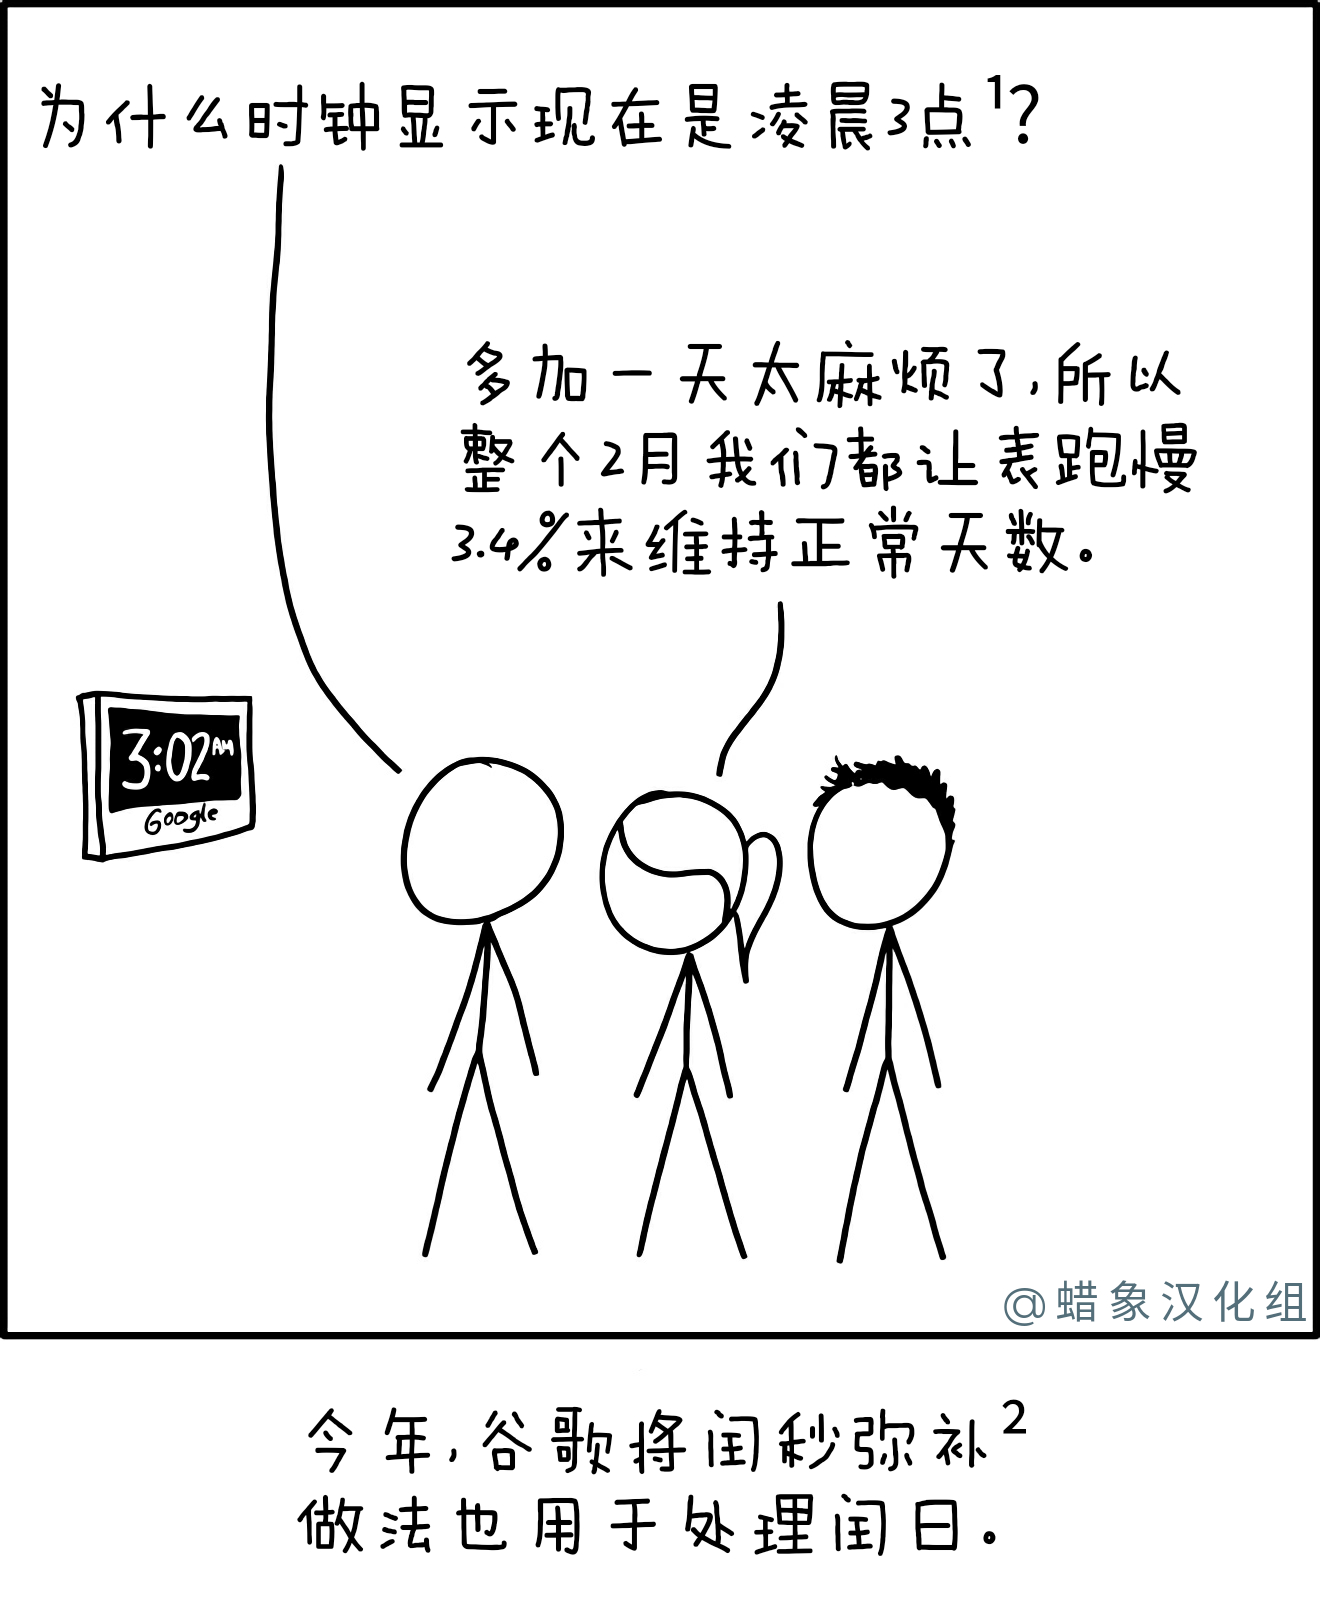 为什么时钟显示现在是凌晨3点¹?
多加一天太麻烦了,所以
整个2月我们都让表跑慢
3.4%来维持正常天数。
3:02AM
Google
@蜡象汉化组
今年,谷歌将闰秒弥补²
做法也用于处理闰日。